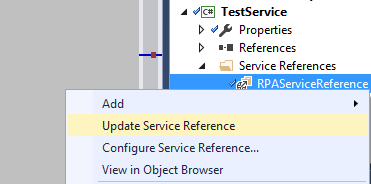 C# TestService
Properties
References
Service References
RPAServiceReference
Add
Update Service Reference
Configure Service Reference...
View in Object Browser